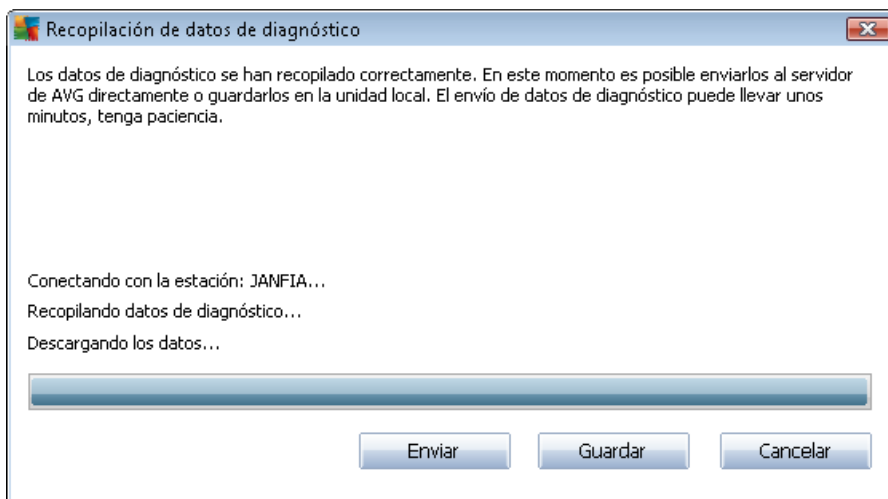 Recopilación de datos de diagnóstico
Los datos de diagnóstico se han recopilado correctamente. En este momento es posible enviarlos al servidor
de AVG directamente o guardarlos en la unidad local. El envío de datos de diagnóstico puede llevar unos
minutos, tenga paciencia.
Conectando con la estación: JANFIA...
Recopilando datos de diagnóstico...
Descargando los datos...
Enviar
Guardar
Cancelar